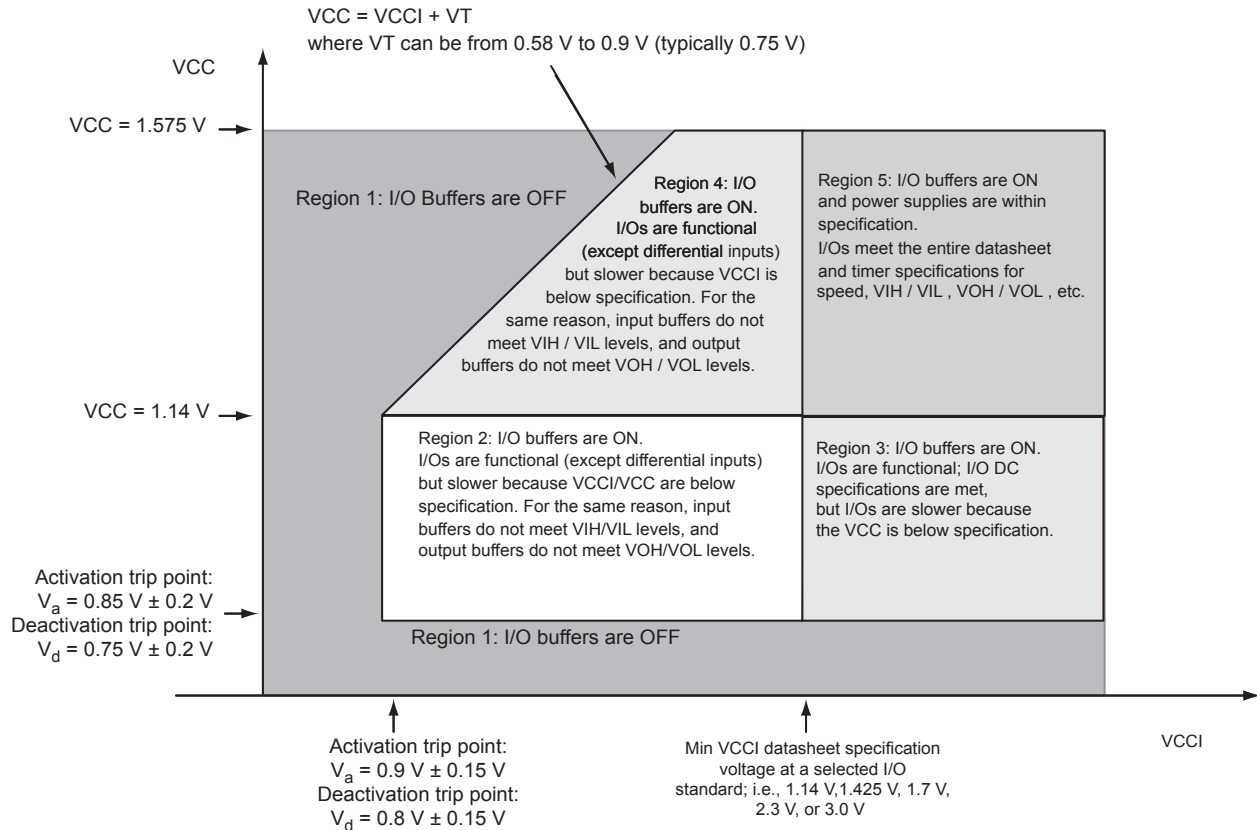 VCC = VCCI + VT
where VT can be from 0.58 V to 0.9 V (typically 0.75 V)
VCC
VCC = 1.575 V
Region 1: I/O Buffers are OFF
Region 4: I/O
buffers are ON.
I/Os are functional
(except differential inputs)
but slower because VCCI is
below specification. For the
same reason, input buffers do not
meet VIH / VIL levels, and output
buffers do not meet VOH / VOL levels.
Region 5: I/O buffers are ON
and power supplies are within
specification.
I/Os meet the entire datasheet
and timer specifications for
speed, VIH / VIL , VOH / VOL , etc.
VCC = 1.14 V
Region 2: I/O buffers are ON.
I/Os are functional (except differential inputs)
but slower because VCCI/VCC are below
specification. For the same reason, input
buffers do not meet VIH/VIL levels, and
output buffers do not meet VOH/VOL levels.
Region 3: I/O buffers are ON.
I/Os are functional; I/O DC
specifications are met,
but I/Os are slower because
the VCC is below specification.
Activation trip point:
Va = 0.85 V ± 0.2 V
Deactivation trip point:
Vd = 0.75 V ± 0.2 V
Region 1: I/O buffers are OFF
Activation trip point:
Va = 0.9 V ± 0.15 V
Deactivation trip point:
Vd = 0.8 V ± 0.15 V
Min VCCI datasheet specification
voltage at a selected I/O
standard; i.e., 1.14 V,1.425 V, 1.7 V,
2.3 V, or 3.0 V
VCCI